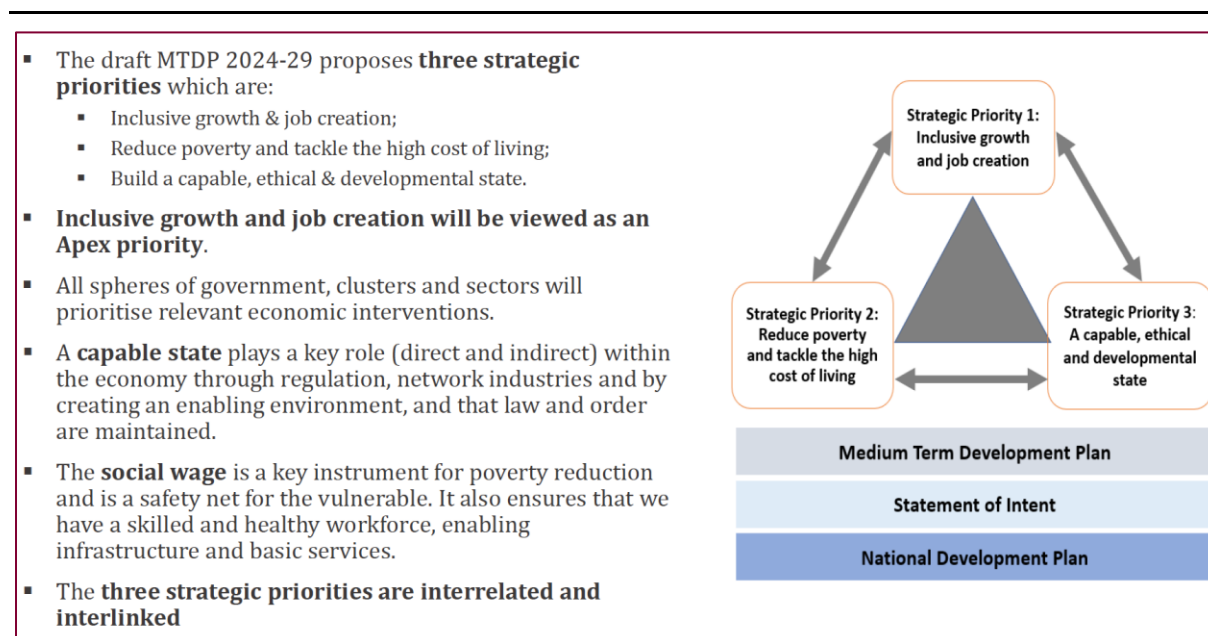 ▪ The draft MTDP 2024-29 proposes three strategic
priorities which are:
▪ Inclusive growth & job creation;
▪ Reduce poverty and tackle the high cost of living;
▪ Build a capable, ethical & developmental state.
▪ Inclusive growth and job creation will be viewed as an
Apex priority.
▪ All spheres of government, clusters and sectors will
prioritise relevant economic interventions.
▪ A capable state plays a key role (direct and indirect) within
the economy through regulation, network industries and by
creating an enabling environment, and that law and order
are maintained.
▪ The social wage is a key instrument for poverty reduction
and is a safety net for the vulnerable. It also ensures that we
have a skilled and healthy workforce, enabling
infrastructure and basic services.
▪ The three strategic priorities are interrelated and
interlinked
Strategic Priority 1:
Inclusive growth
and job creation
Strategic Priority 2:
Reduce poverty
and tackle the high
cost of living
Strategic Priority 3:
A capable, ethical
and developmental
state
Medium Term Development Plan
Statement of Intent
National Development Plan